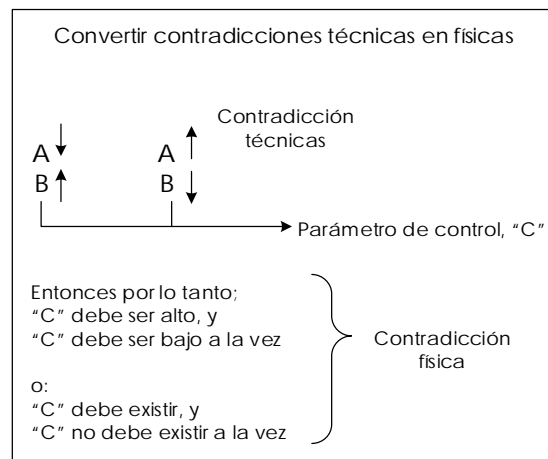 Convertir contradicciones técnicas en físicas
Contradicción
técnicas
A A
B B
Parámetro de control, "C"
Entonces por lo tanto;
"C" debe ser alto, y
"C" debe ser bajo a la vez
Contradicción
física
o:
"C" debe existir, y
"C" no debe existir a la vez